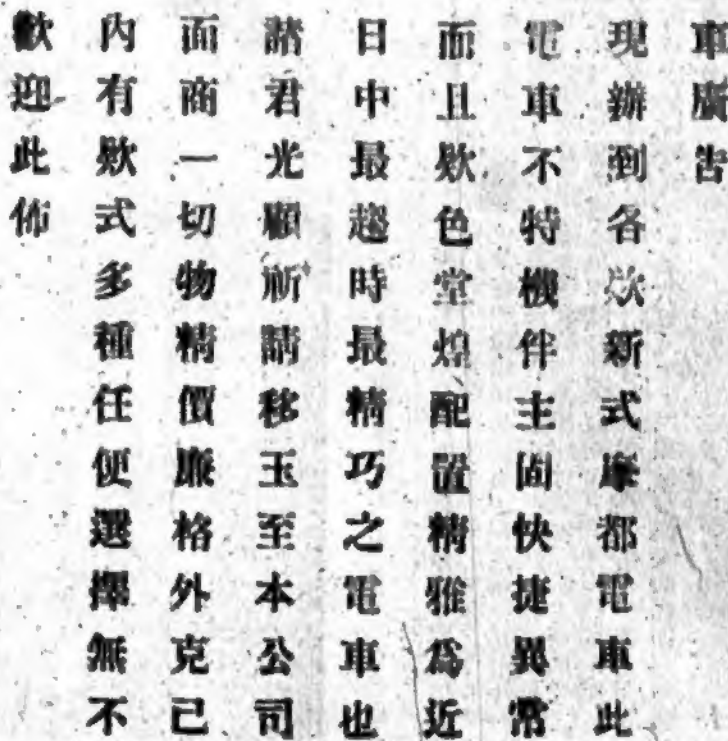 車廣告
現辦到各欵新式摩都電車此
電車不特機件主固快捷異常
而且欵色堂煌配置精雅爲近
日中最趨時最精巧之電車也
諸君光顧祈請移玉至本公司
面商一切物精價廉格外克己
內有欵式多種任便選擇無不
歡迎此佈